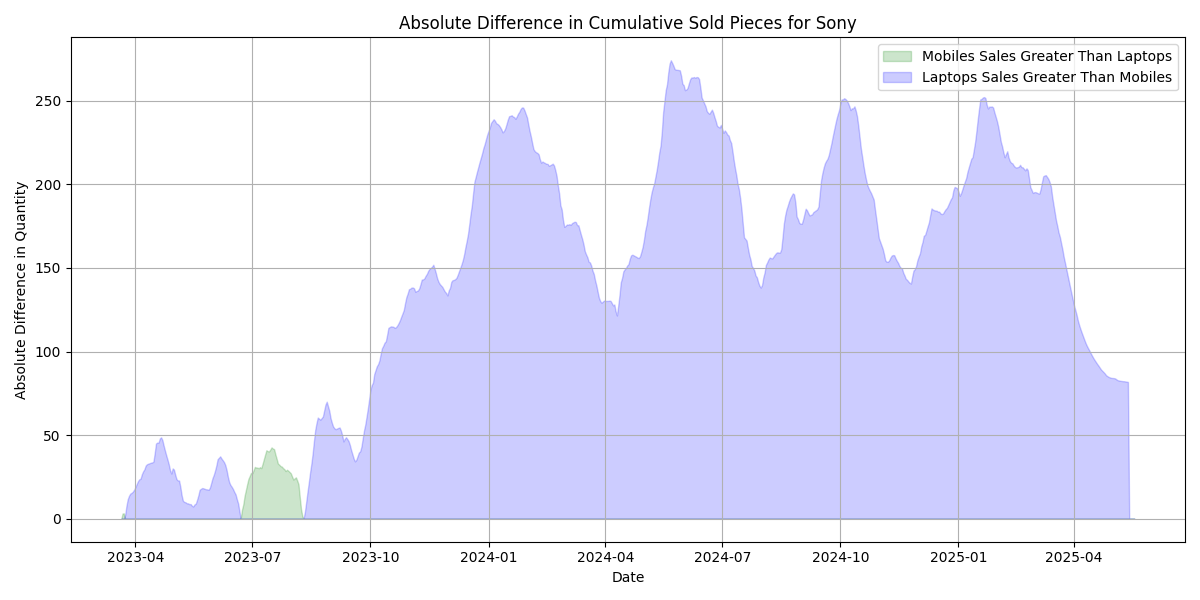 Absolute Difference in Cumulative Sold Pieces for Sony
Mobiles Sales Greater Than Laptops
Laptops Sales Greater Than Mobiles
Absolute Difference in Quantity
250
200
150
100
50
0
2023-04 2023-07 2023-10 2024-01 2024-04 2024-07 2024-10 2025-01 2025-04
Date